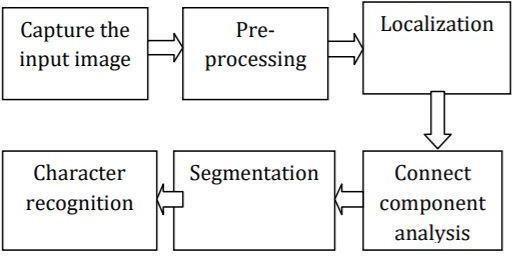 Capture the
input image
Pre-
processing
Localization
Connect
component
analysis
Segmentation
Character
recognition